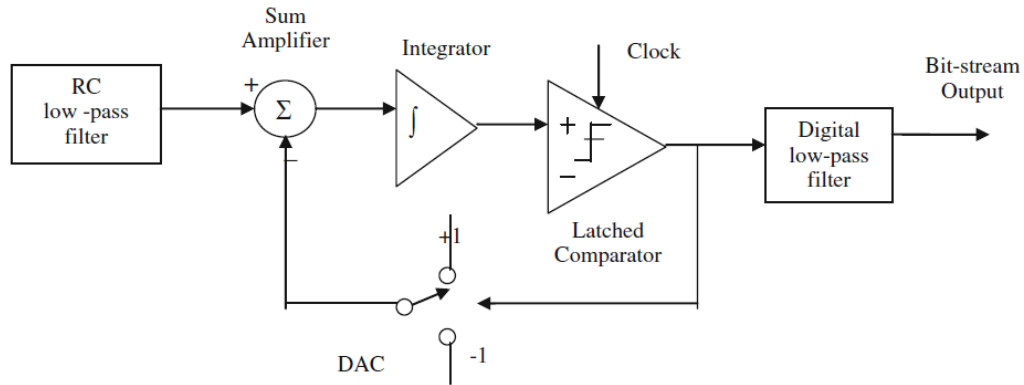 Sum
Amplifier
Integrator
Clock
Bit-stream
Output
RC
low -pass
filter
+
Σ
−
∫
+
−
Digital
low-pass
filter
Latched
Comparator
+1
-1
DAC